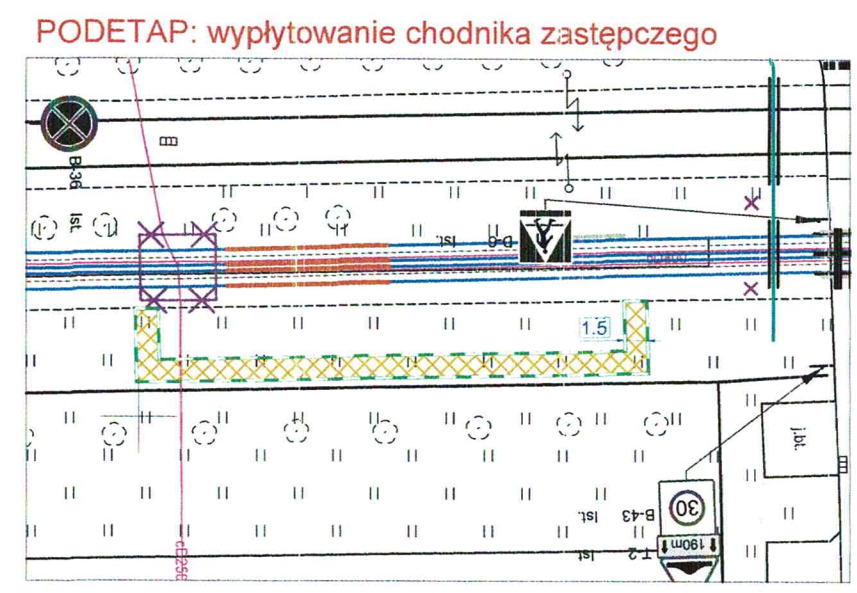 PODETAP: wypłytowanie chodnika zastępczego
B-36
Ist.
Ist.
D-6
1.5
j.bt.
30
B-43
Ist.
190m
T-2
Ist